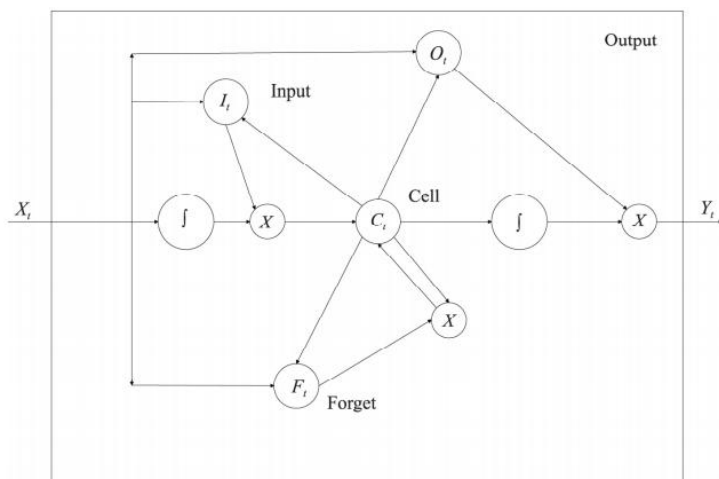 Output
O_t
Input
I_t
Cell
X_t
∫
X
C_t
∫
X
Y_t
X
F_t
Forget